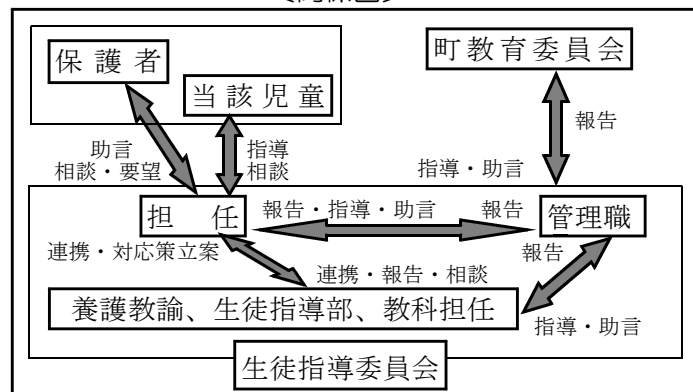 保護者
当該児童
町教育委員会
助言
相談・要望
指導
相談
報告
指導・助言
担任
報告・指導・助言
報告
管理職
連携・対応策立案
報告
連携・報告・相談
養護教諭、生徒指導部、教科担任
指導・助言
生徒指導委員会